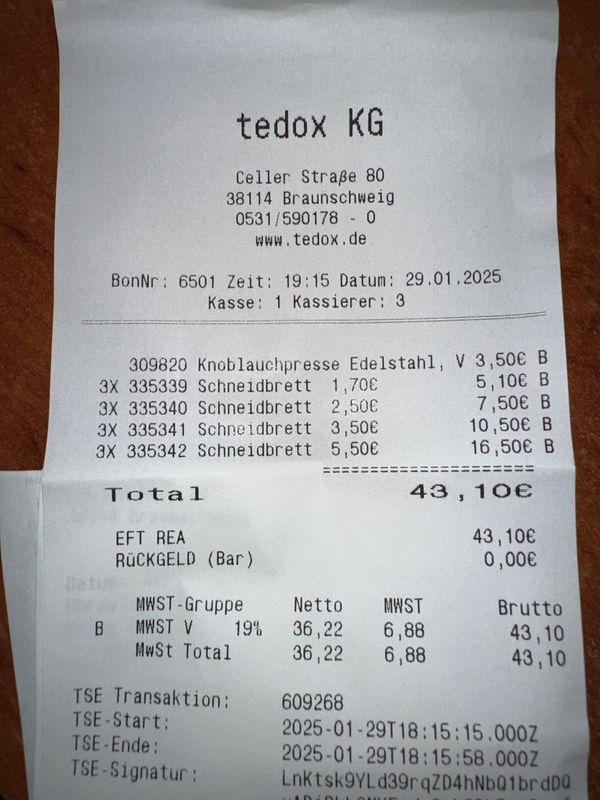 tedox KG
Celler Straße 80
38114 Braunschweig
0531/590178 - 0
www.tedox.de
BonNr: 6501 Zeit: 19:15 Datum: 29.01.2025
Kasse: 1 Kassierer: 3
309820 Knoblauchpresse Edelstahl, V 3,50€ B
3X 335339 Schneidbrett 1,70€ 5,10€ B
3X 335340 Schneidbrett 2,50€ 7,50€ B
3X 335341 Schneidbrett 3,50€ 10,50€ B
3X 335342 Schneidbrett 5,50€ 16,50€ B
Total 43,10€
EFT REA 43,10€
RüCKGELD (Bar) 0,00€
MWST-Gruppe Netto MWST Brutto
B MWST V 19% 36,22 6,88 43,10
MwSt Total 36,22 6,88 43,10
TSE Transaktion: 609268
TSE-Start: 2025-01-29T18:15:15.000Z
TSE-Ende: 2025-01-29T18:15:58.000Z
TSE-Signatur: LnKtsk9YLd39rqZD4hNbQ1brdDQ